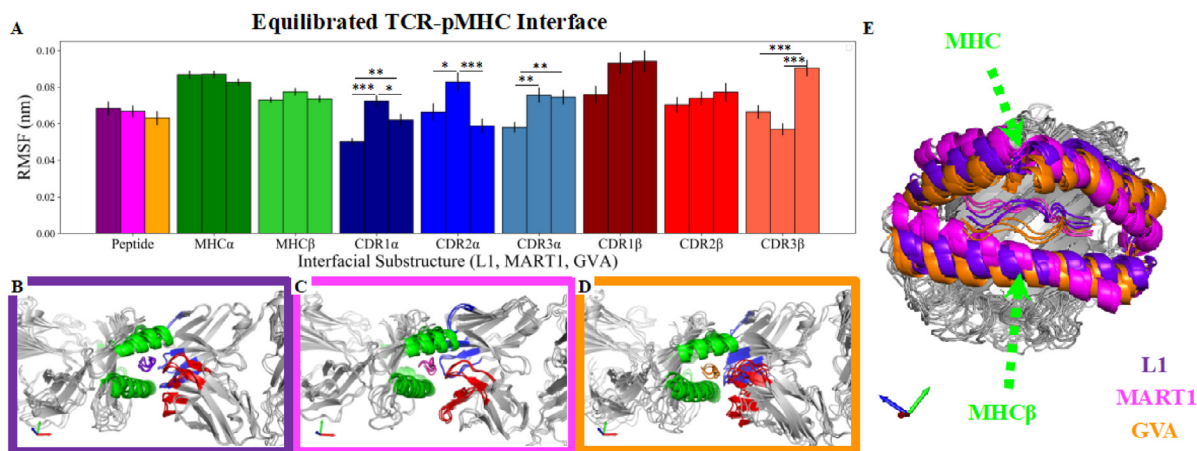 Equilibrated TCR-pMHC Interface
A
0.10
0.08
0.06
0.04
0.02
0.00
RMSF (nm)
*** ** *
* ***
** **
*** ***
Peptide MHCα MHCβ CDR1α CDR2α CDR3α CDR1β CDR2β CDR3β
Interfacial Substructure (L1, MART1, GVA)
B
C
D
E
MHC
MHCβ
L1
MART1
GVA